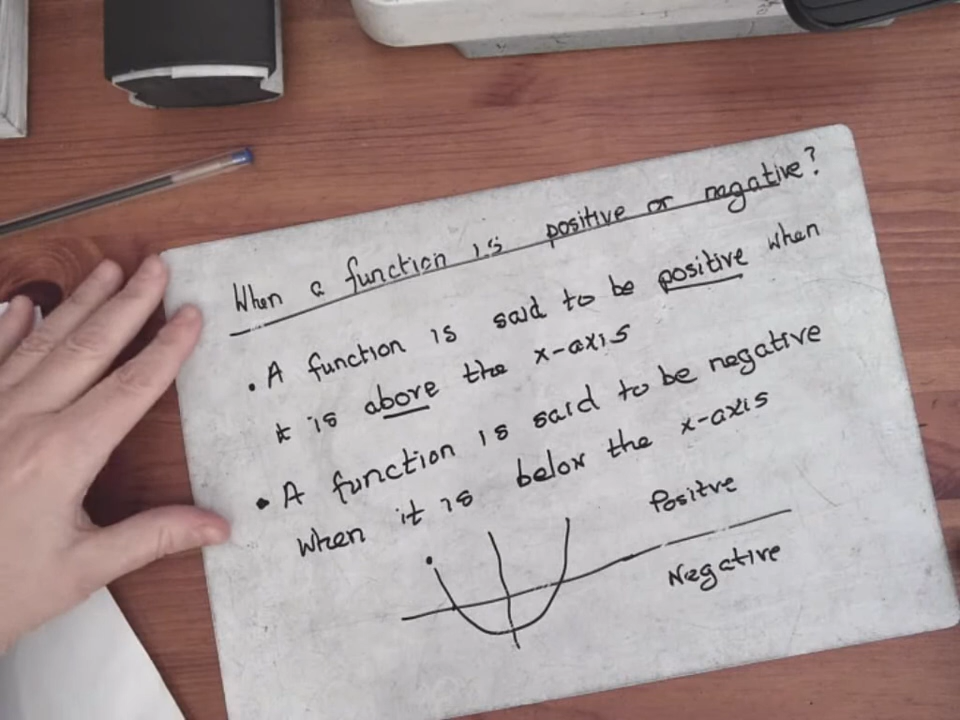 When a function is positive or negative?
• A function is said to be positive when
it is above the x-axis
• A function is said to be negative
when it is below the x-axis
Positve
Negative